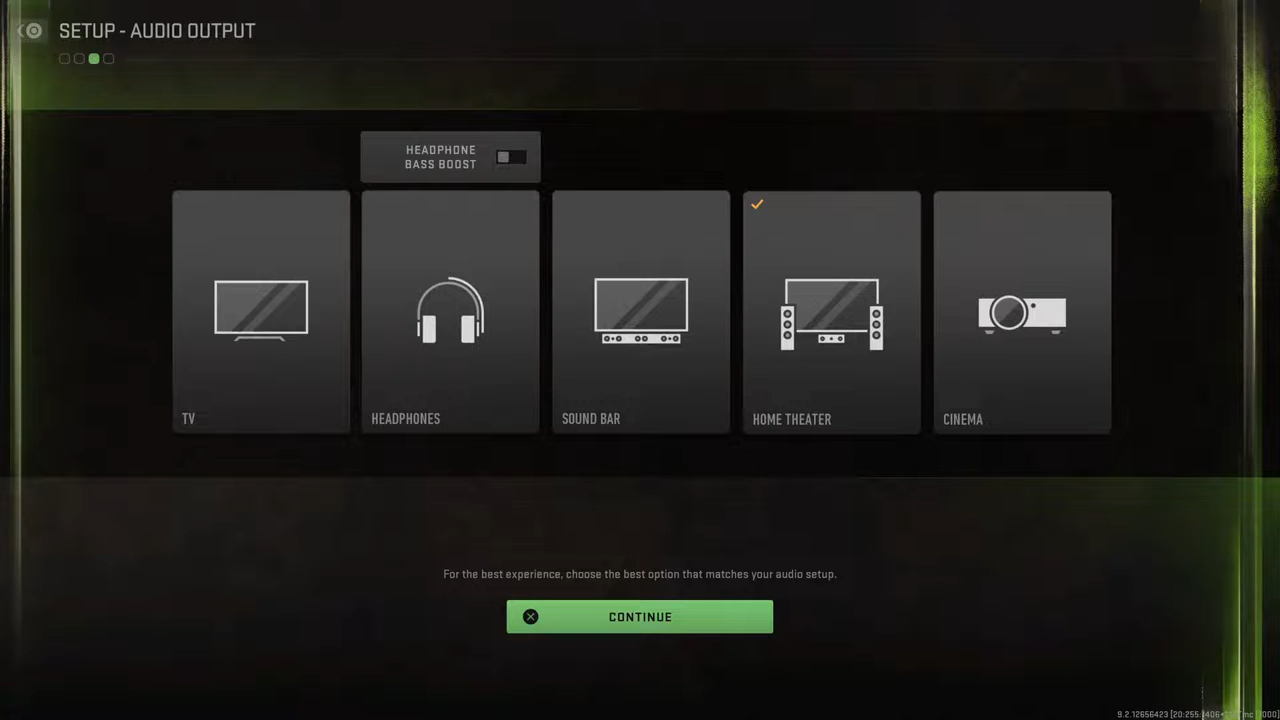 SETUP - AUDIO OUTPUT
HEADPHONE
BASS BOOST
TV
HEADPHONES
SOUND BAR
HOME THEATER
CINEMA
For the best experience, choose the best option that matches your audio setup.
CONTINUE